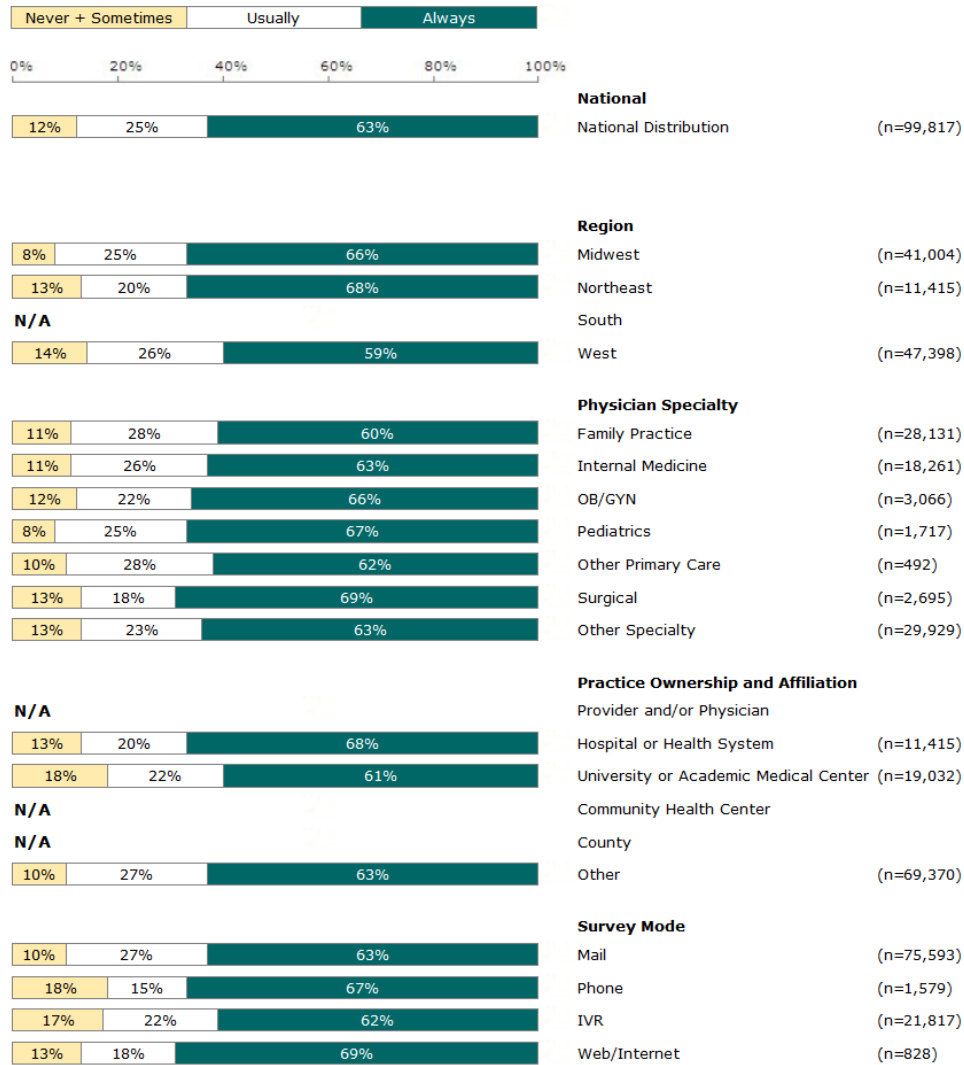 Never + Sometimes Usually Always
0% 20% 40% 60% 80% 100%
National
12% 25% 63% National Distribution (n=99,817)
Region
8% 25% 66% Midwest (n=41,004)
13% 20% 68% Northeast (n=11,415)
N/A South
14% 26% 59% West (n=47,398)
Physician Specialty
11% 28% 60% Family Practice (n=28,131)
11% 26% 63% Internal Medicine (n=18,261)
12% 22% 66% OB/GYN (n=3,066)
8% 25% 67% Pediatrics (n=1,717)
10% 28% 62% Other Primary Care (n=492)
13% 18% 69% Surgical (n=2,695)
13% 23% 63% Other Specialty (n=29,929)
Practice Ownership and Affiliation
N/A Provider and/or Physician
13% 20% 68% Hospital or Health System (n=11,415)
18% 22% 61% University or Academic Medical Center (n=19,032)
N/A Community Health Center
N/A County
10% 27% 63% Other (n=69,370)
Survey Mode
10% 27% 63% Mail (n=75,593)
18% 15% 67% Phone (n=1,579)
17% 22% 62% IVR (n=21,817)
13% 18% 69% Web/Internet (n=828)